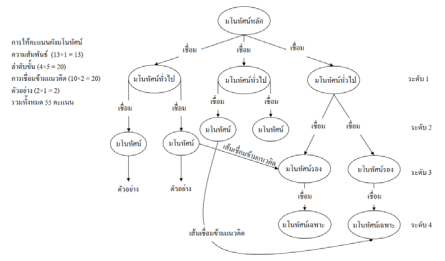 มโนทัศน์หลัก
การให้คะแนนผังมโนทัศน์
ความสัมพันธ์ (13×1 = 13)
ลำดับขั้น (4×5 = 20)
การเชื่อมข้ามแนวคิด (10×2 = 20)
ตัวอย่าง (2×1 = 2)
รวมทั้งหมด 55 คะแนน
เชื่อม เชื่อม เชื่อม
มโนทัศน์ทั่วไป มโนทัศน์ทั่วไป มโนทัศน์ทั่วไป ระดับ 1
เชื่อม เชื่อม เชื่อม เชื่อม
เชื่อม เชื่อม
มโนทัศน์ มโนทัศน์ มโนทัศน์ มโนทัศน์ ระดับ 2
เส้นเชื่อมข้ามแนวคิด
มโนทัศน์รอง มโนทัศน์รอง ระดับ 3
ตัวอย่าง ตัวอย่าง
เชื่อม เชื่อม
มโนทัศน์เฉพาะ มโนทัศน์เฉพาะ ระดับ 4
เส้นเชื่อมข้ามแนวคิด